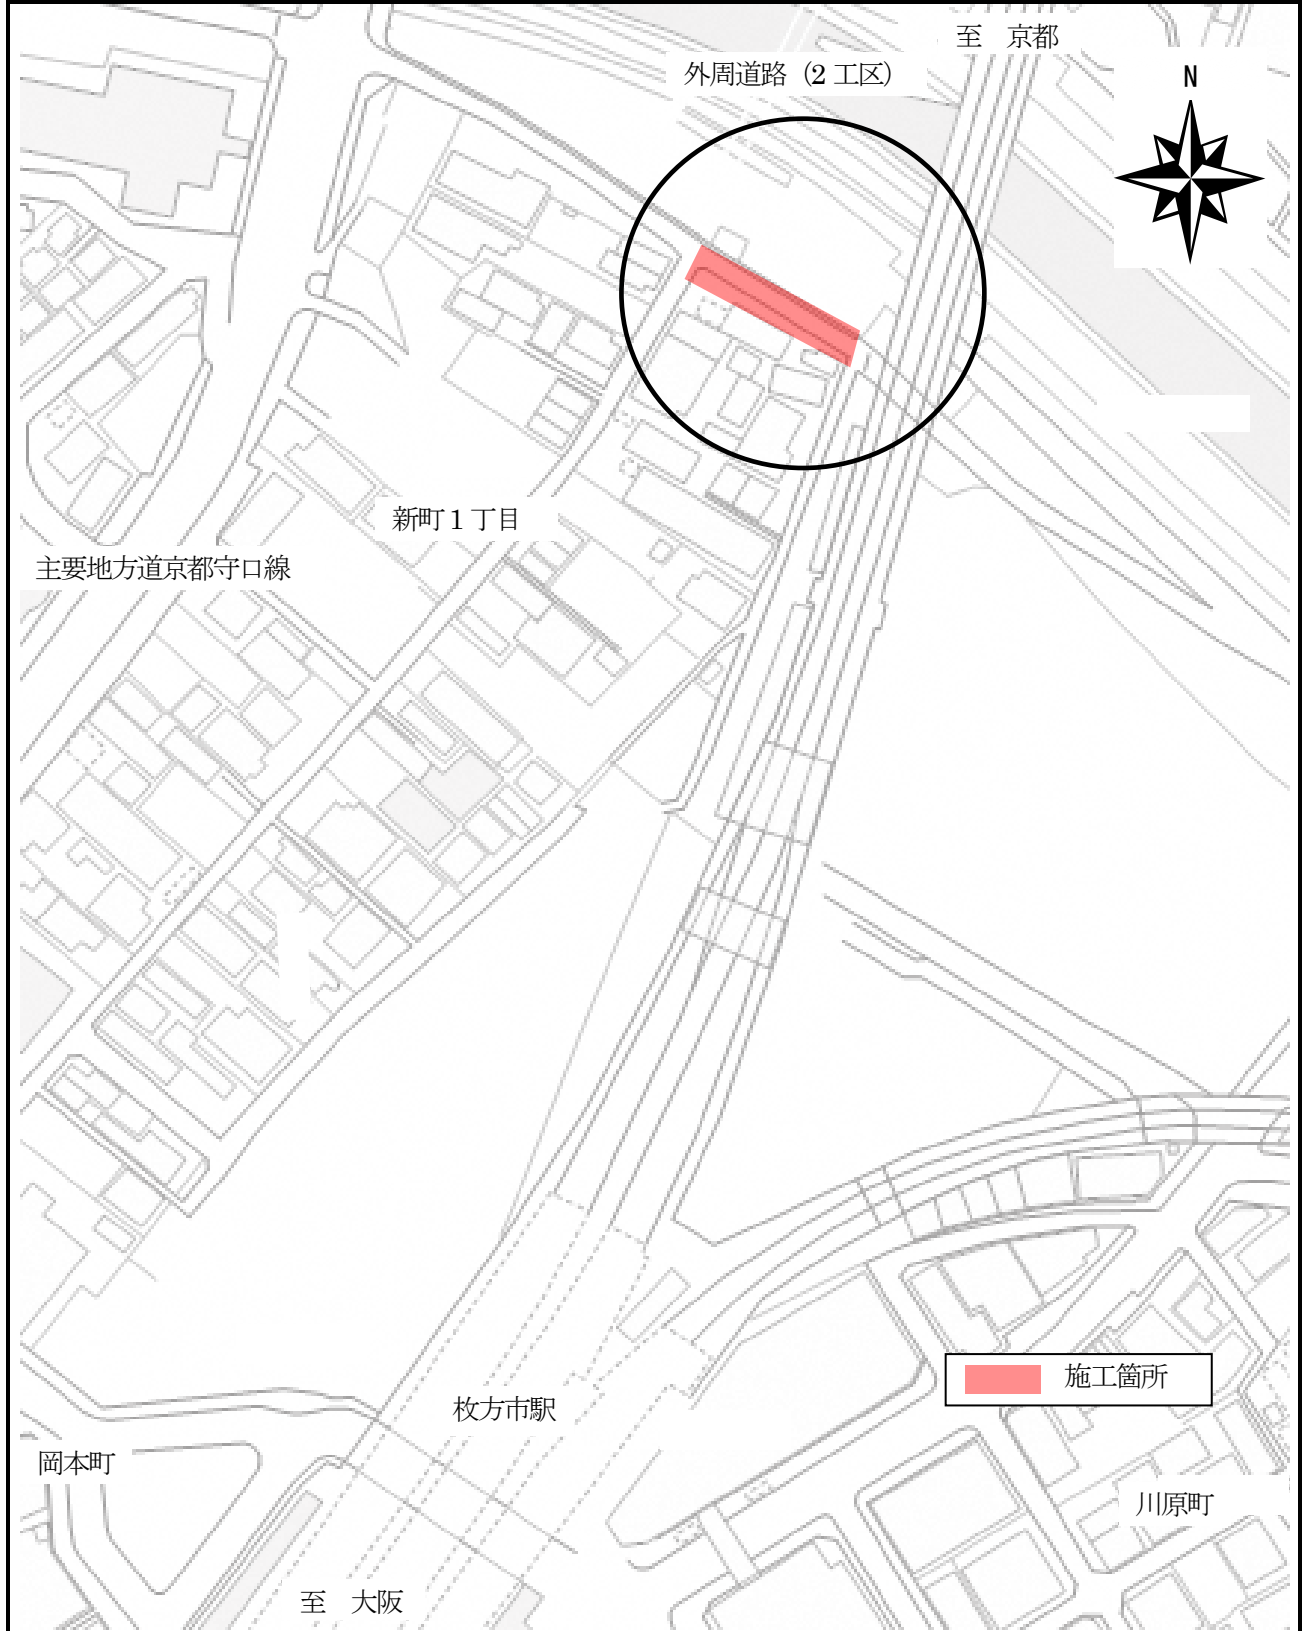 至　京都
外周道路（2 工区）
N
新町１丁目
主要地方道京都守口線
施工箇所
枚方市駅
岡本町
川原町
至　大阪